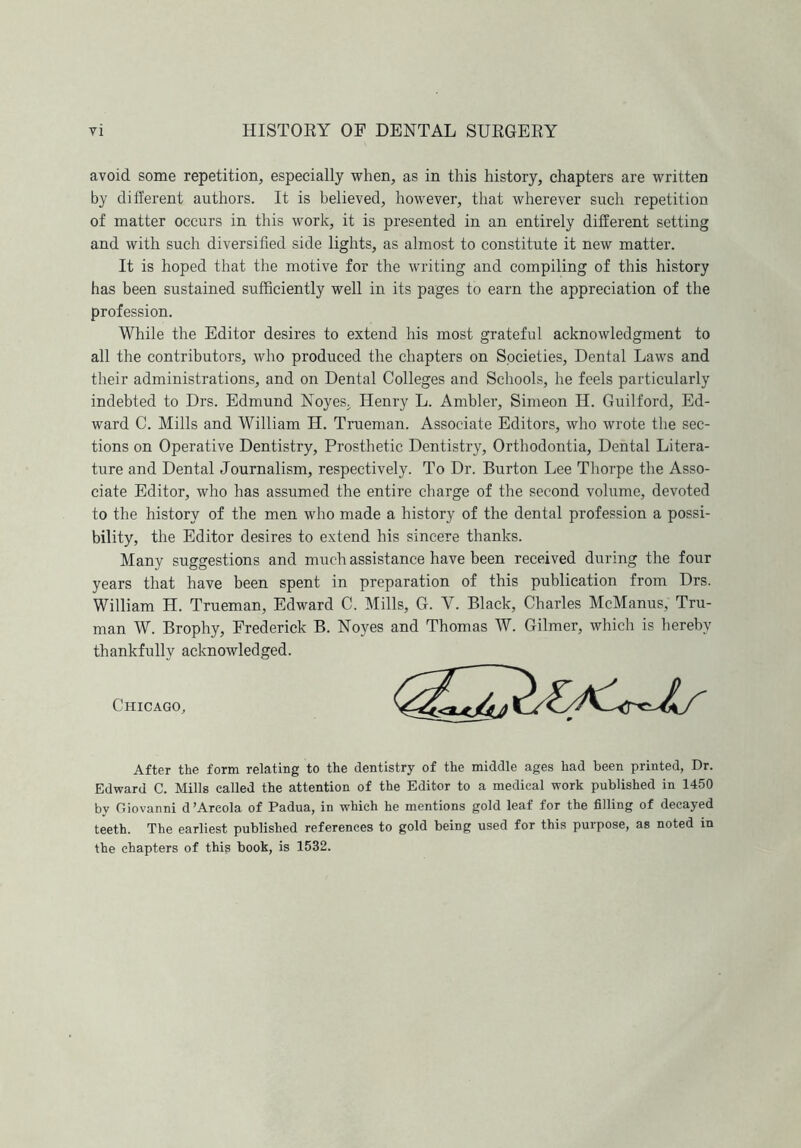 vi HISTORY OF DENTAL SURGERY
avoid some repetition, especially when, as in this history, chapters are written
by different authors. It is believed, however, that wherever such repetition
of matter occurs in this work, it is presented in an entirely different setting
and with such diversified side lights, as almost to constitute it new matter.
It is hoped that the motive for the writing and compiling of this history
has been sustained sufficiently well in its pages to earn the appreciation of the
profession.
While the Editor desires to extend his most grateful acknowledgment to
all the contributors, who produced the chapters on Societies, Dental Laws and
their administrations, and on Dental Colleges and Schools, he feels particularly
indebted to Drs. Edmund Noyes, Henry L. Ambler, Simeon H. Guilford, Ed-
ward C. Mills and William H. Trueman. Associate Editors, who wrote the sec-
tions on Operative Dentistry, Prosthetic Dentistry, Orthodontia, Dental Litera-
ture and Dental Journalism, respectively. To Dr. Burton Lee Thorpe the Asso-
ciate Editor, who has assumed the entire charge of the second volume, devoted
to the history of the men who made a history of the dental profession a possi-
bility, the Editor desires to extend his sincere thanks.
Many suggestions and much assistance have been received during the four
years that have been spent in preparation of this publication from Drs.
William H. Trueman, Edward C. Mills, G. V. Black, Charles McManus, Tru-
man W. Brophy, Frederick B. Noyes and Thomas W. Gilmer, which is hereby
thankfully acknowledged.
CHICAGO,
After the form relating to the dentistry of the middle ages had been printed, Dr.
Edward C. Mills called the attention of the Editor to a medical work published in 1450
by Giovanni d'Arcola of Padua, in which he mentions gold leaf for the filling of decayed
teeth. The earliest published references to gold being used for this purpose, as noted in
the chapters of this book, is 1532.